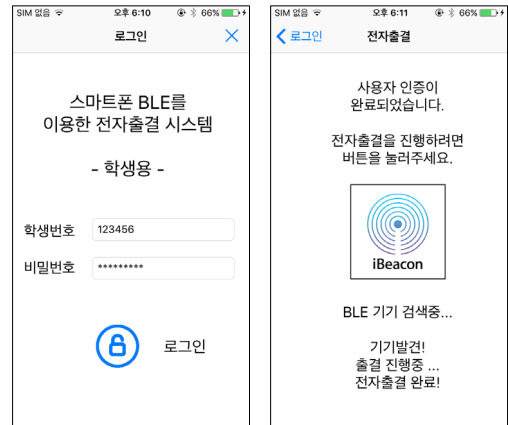 SIM 없음 오후 6:10 66%
로그인
스마트폰 BLE를
이용한 전자출결 시스템
- 학생용 -
학생번호 123456
비밀번호 *********
로그인
SIM 없음 오후 6:11 66%
로그인 전자출결
사용자 인증이
완료되었습니다.
전자출결을 진행하려면
버튼을 눌러주세요.
iBeacon
BLE 기기 검색중...
기기발견!
출결 진행중 ...
전자출결 완료!